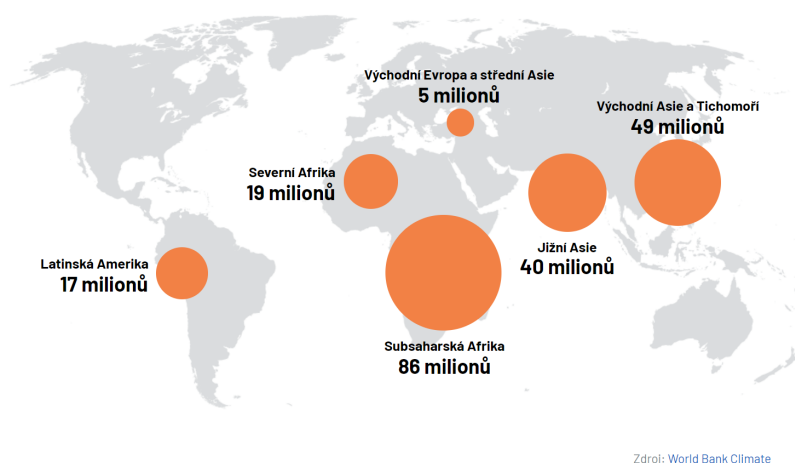 Východní Evropa a střední Asie
5 milionů
Východní Asie a Tichomoří
49 milionů
Severní Afrika
19 milionů
Jižní Asie
40 milionů
Latinská Amerika
17 milionů
Subsaharská Afrika
86 milionů
Zdroj: World Bank Climate